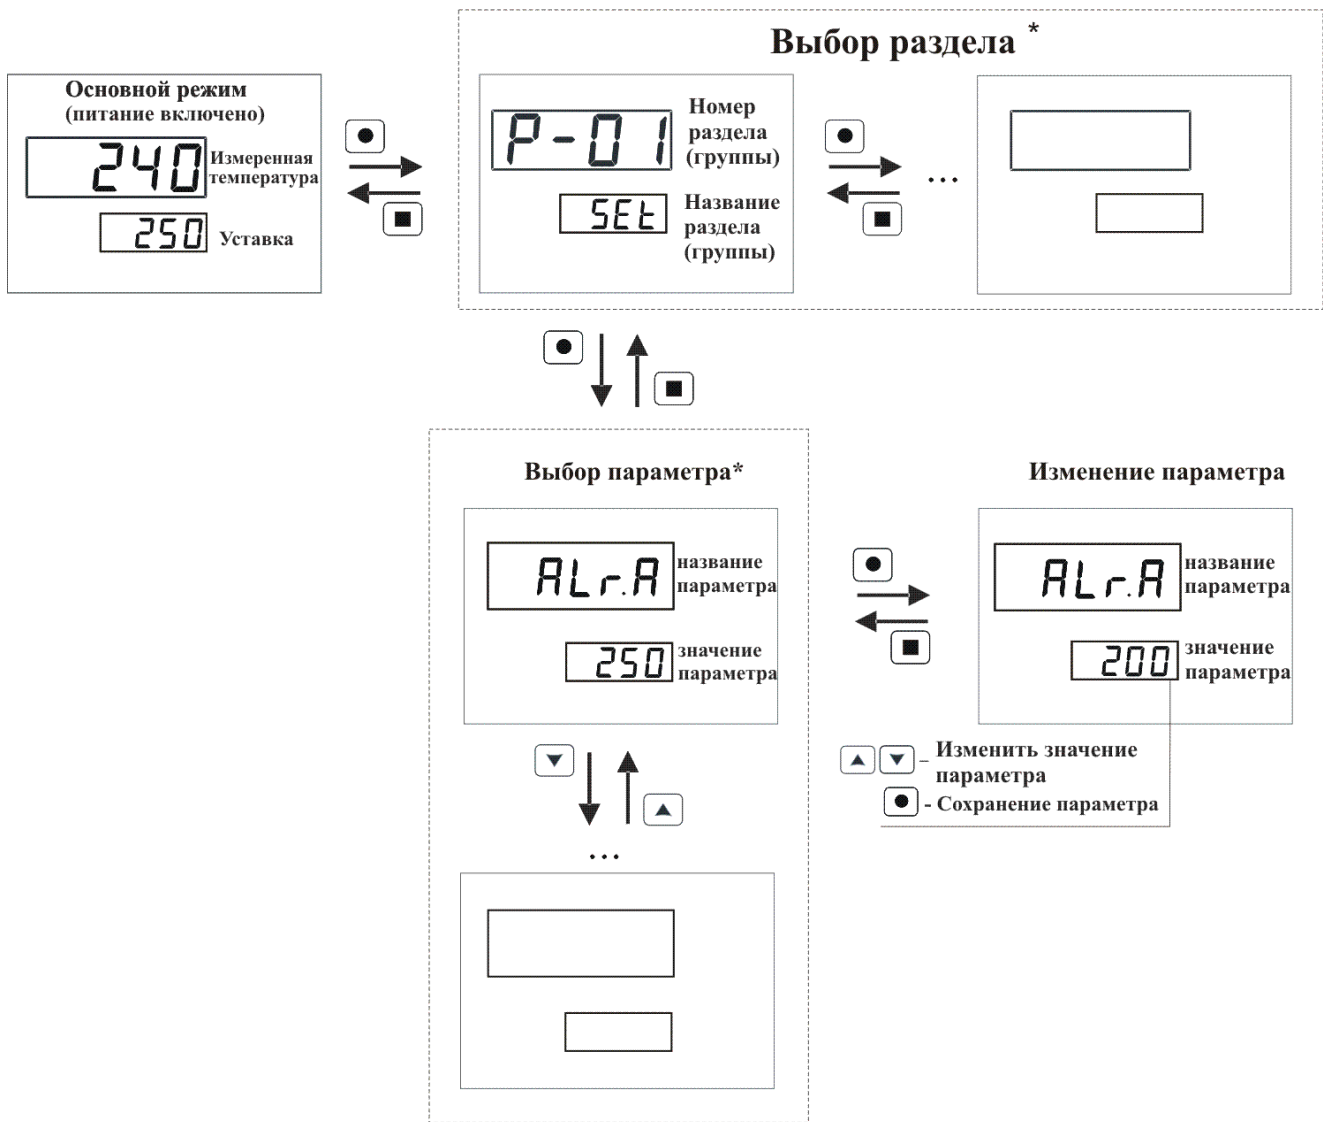 Выбор раздела *
Основной режим
(питание включено)
240
Измеренная
температура
250
Уставка
P-01
Номер
раздела
(группы)
SEt
Название
раздела
(группы)
...
Выбор параметра*
ALr.A
название
параметра
250
значение
параметра
...
Изменение параметра
ALr.A
название
параметра
200
значение
параметра
– Изменить значение
параметра
- Сохранение параметра